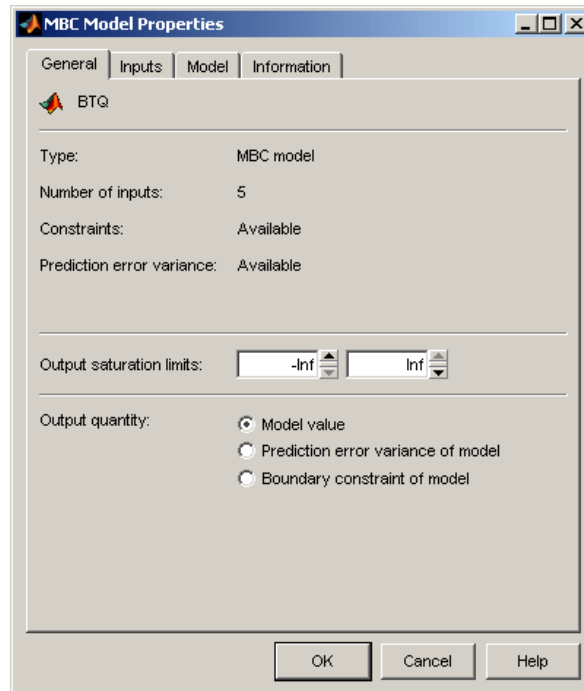 MBC Model Properties
General Inputs Model Information
BTQ
Type: MBC model
Number of inputs: 5
Constraints: Available
Prediction error variance: Available
Output saturation limits: -Inf Inf
Output quantity: Model value
Prediction error variance of model
Boundary constraint of model
OK Cancel Help